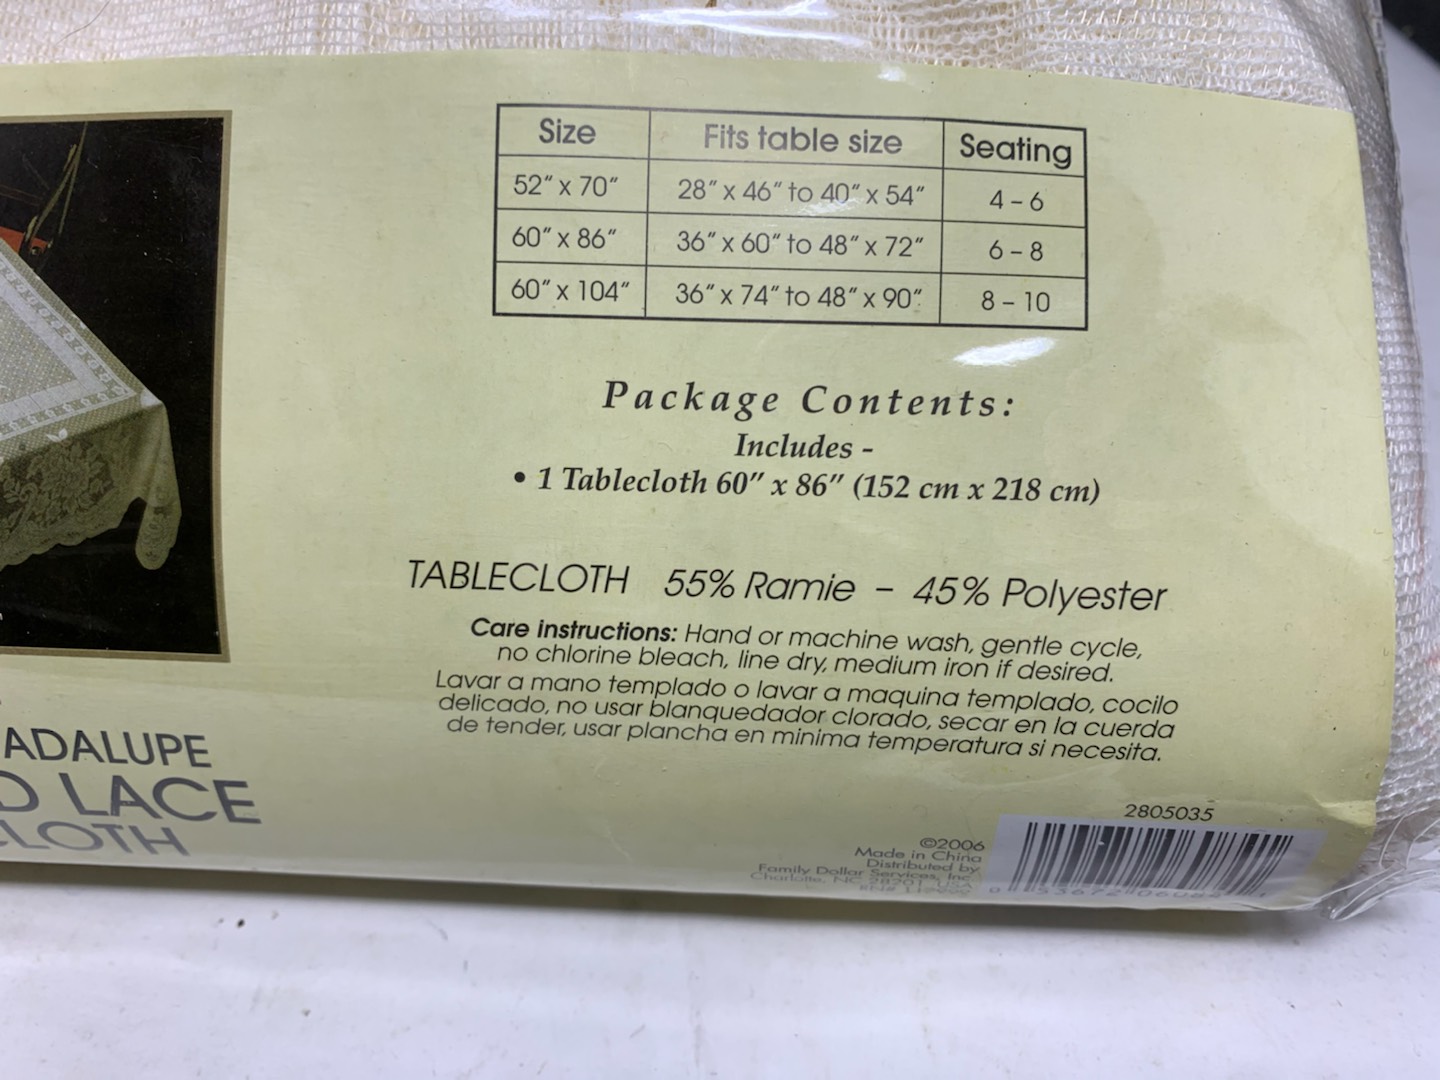 Size Fits table size Seating
52" x 70" 28" x 46" to 40" x 54" 4 – 6
60" x 86" 36" x 60" to 48" x 72" 6 – 8
60" x 104" 36" x 74" to 48" x 90" 8 – 10
Package Contents:
Includes -
• 1 Tablecloth 60" x 86" (152 cm x 218 cm)
TABLECLOTH 55% Ramie – 45% Polyester
Care instructions: Hand or machine wash, gentle cycle,
no chlorine bleach, line dry, medium iron if desired.
Lavar a mano templado o lavar a maquina templado, cocilo
delicado, no usar blanquedador clorado, secar en la cuerda
de tender, usar plancha en minima temperatura si necesita.
ADALUPE
LACE
CLOTH
2805035
©2006
Made in China
Distributed by
Family Dollar Services, Inc.
Charlotte, NC 28201 USA